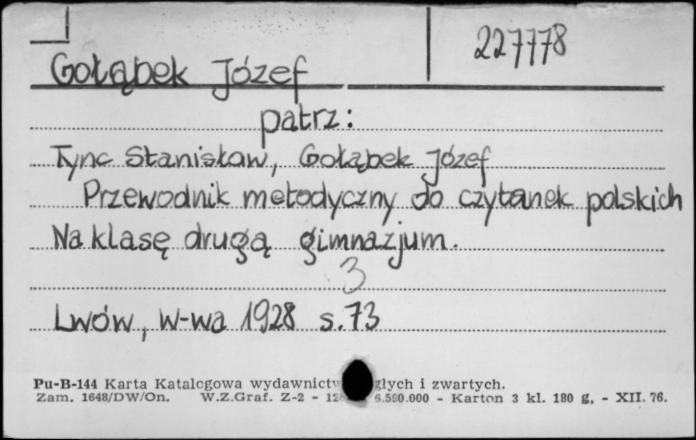 227778
Gołąbek Józef
patrz:
Tync Stanisław, Gołąbek Józef
Przewodnik metodyczny do czytanek polskich
Na klasę drugą gimnazjum.
3
Lwów, W-wa 1928 s.73
Pu-B-144 Karta Katalogowa wydawnictw głych i zwartych.
Zam. 1648/DW/On. W.Z.Graf. Z-2 - 6.500.000 - Karton 3 kl. 180 g, - XII. 76.